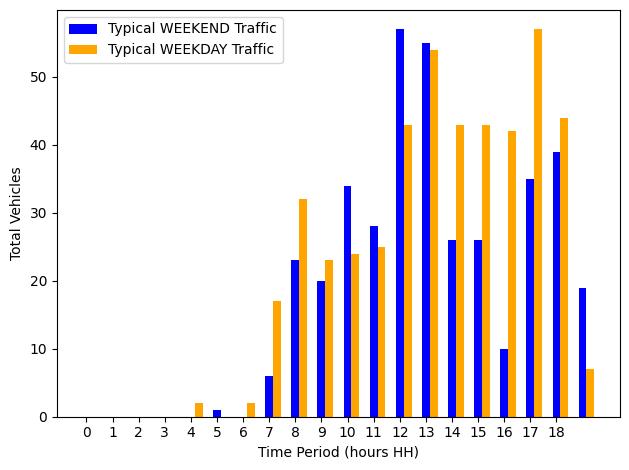 Typical WEEKEND Traffic
Typical WEEKDAY Traffic
50
40
30
20
10
0
Total Vehicles
0 1 2 3 4 5 6 7 8 9 10 11 12 13 14 15 16 17 18
Time Period (hours HH)